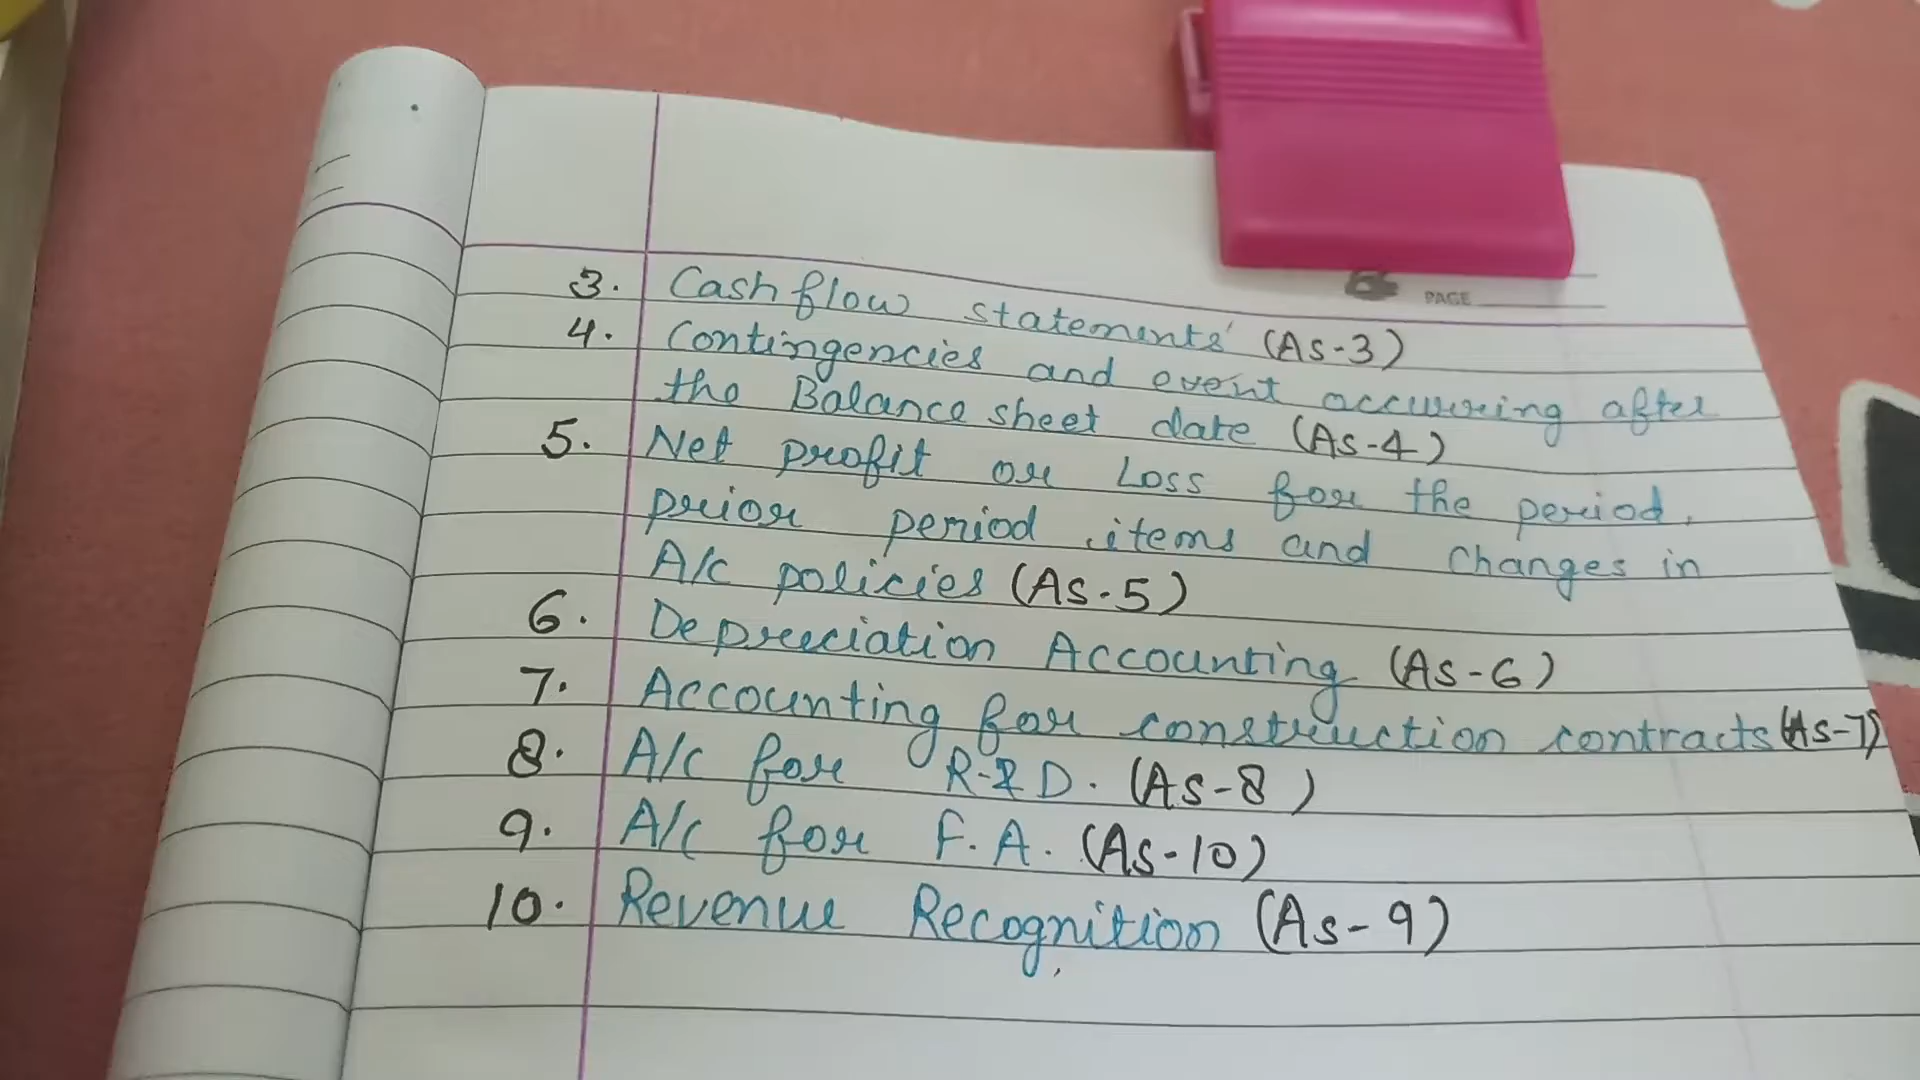 PAGE
3. Cash flow statements (As-3)
4. Contingencies and event occuring after
the Balance sheet date (As-4)
5. Net profit or Loss for the period,
prior period items and changes in
A/c policies (As-5)
6. Depreciation Accounting (As-6)
7. Accounting for construction contracts (As-7)
8. A/c for R & D. (As-8)
9. A/c for F.A. (As-10)
10. Revenue Recognition (As-9)